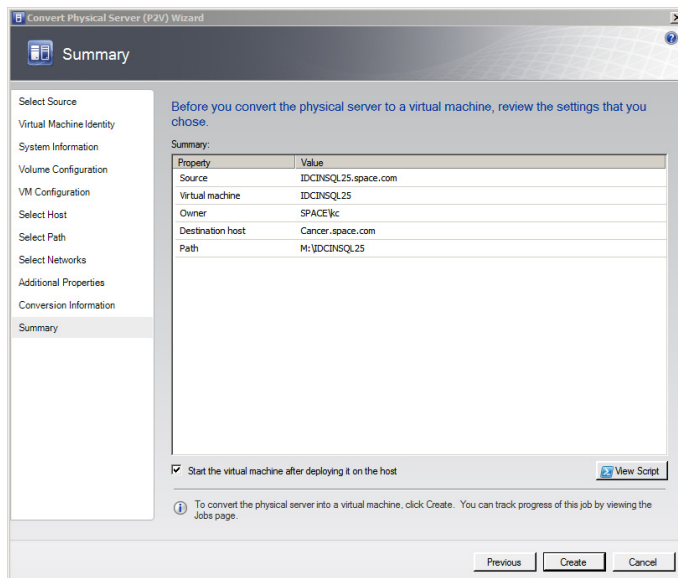 Convert Physical Server (P2V) Wizard
Summary
Select Source
Virtual Machine Identity
System Information
Volume Configuration
VM Configuration
Select Host
Select Path
Select Networks
Additional Properties
Conversion Information
Summary
Before you convert the physical server to a virtual machine, review the settings that you
chose.
Summary:
Property Value
Source IDCINSQL25.space.com
Virtual machine IDCINSQL25
Owner SPACE\kc
Destination host Cancer.space.com
Path M:\IDCINSQL25
Start the virtual machine after deploying it on the host
View Script
To convert the physical server into a virtual machine, click Create. You can track progress of this job by viewing the
Jobs page.
Previous Create Cancel